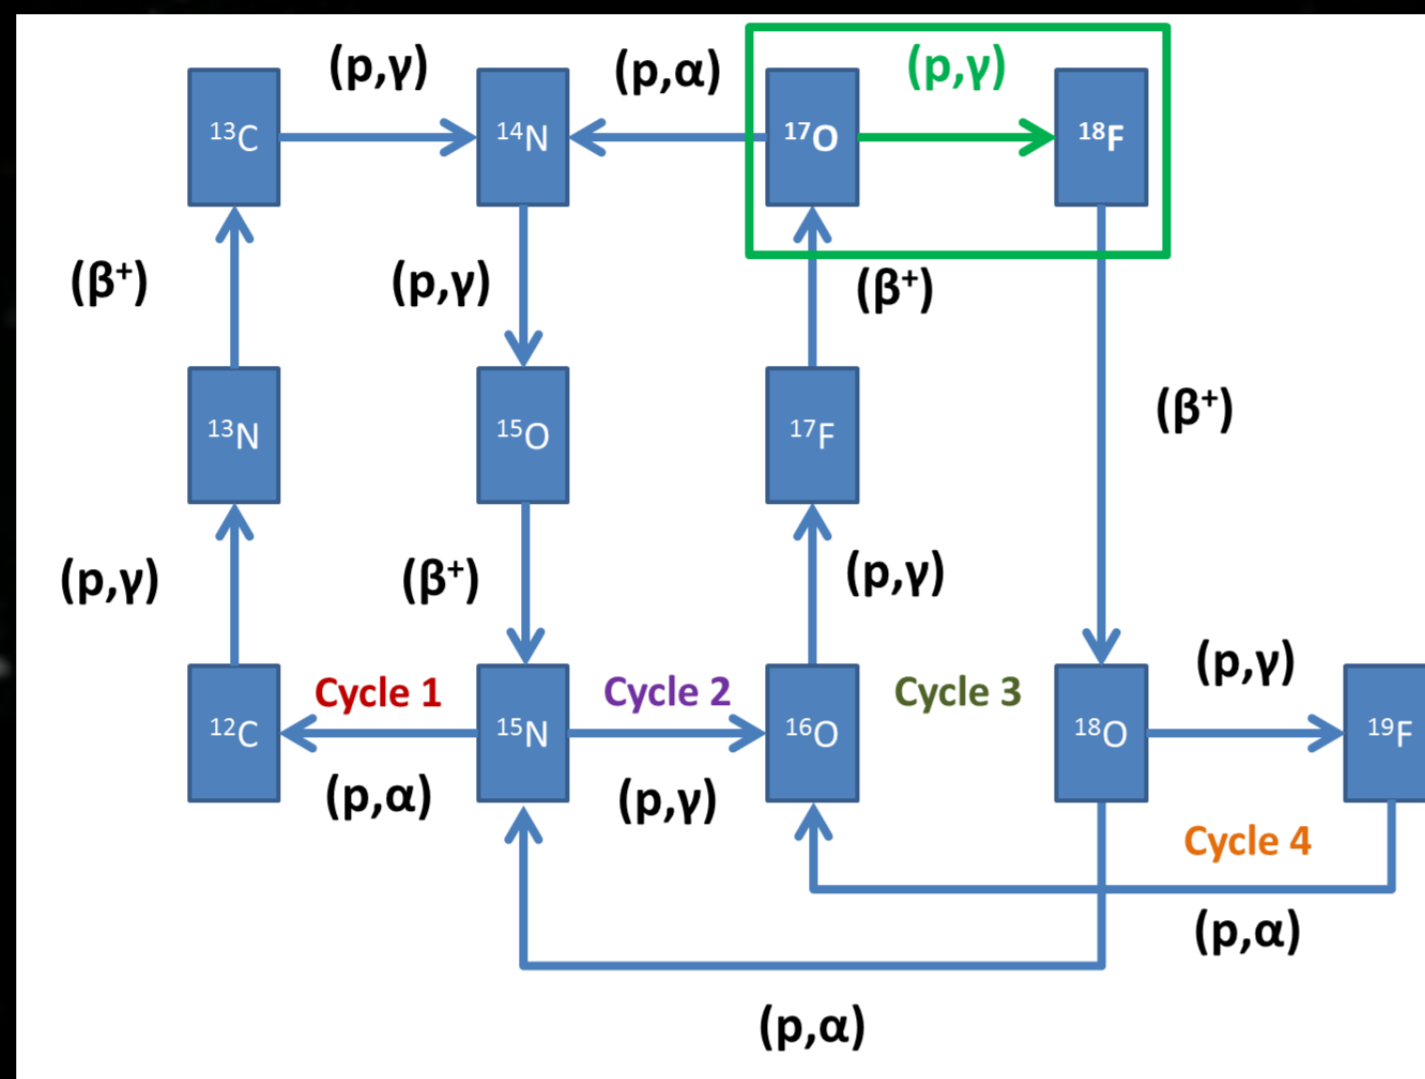 (p,γ)
(p,α)
(p,γ)
¹³C
¹⁴N
¹⁷O
¹⁸F
(β⁺)
(p,γ)
(β⁺)
(β⁺)
¹³N
¹⁵O
¹⁷F
(p,γ)
(β⁺)
(p,γ)
(p,γ)
Cycle 1
Cycle 2
Cycle 3
¹²C
¹⁵N
¹⁶O
¹⁸O
¹⁹F
(p,α)
(p,γ)
Cycle 4
(p,α)
(p,α)